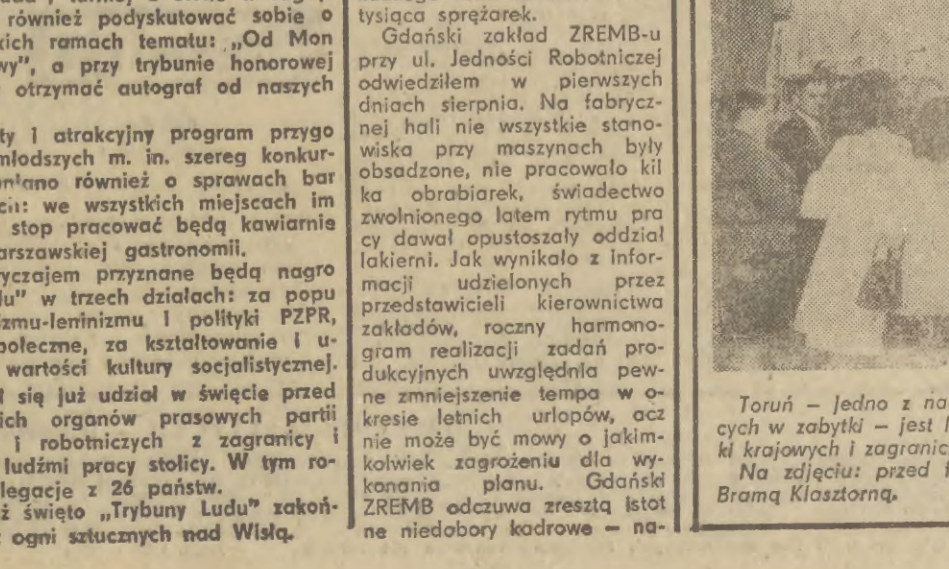 również podyskutować sobie o
kich ramach tematu: „Od Mon
wy", a przy trybunie honorowej
otrzymać autograf od naszych
ty i atrakcyjny program przygo
młodszych m. in. szereg konkur-
również o sprawach bar
we wszystkich miejscach im
stop pracować będą kawiarnie
arszawskiej gastronomii.
yczajem przyznane będą nagro
du" w trzech działach: za popu
izmu-leninizmu i polityki PZPR,
połeczne, za kształtowanie i u-
wartości kultury socjalistycznej.
ł się już udział w święcie przed
ich organów prasowych partii
i robotniczych z zagranicy i
ludźmi pracy stolicy. W tym ro-
legacje z 26 państw.
ż święto „Trybuny Ludu" zakoń-
ogni sztucznych nad Wisłą.
tysiąca sprężarek.
Gdański zakład ZREMB-u
przy ul. Jedności Robotniczej
odwiedziłem w pierwszych
dniach sierpnia. Na fabrycz-
nej hali nie wszystkie stano-
wiska przy maszynach były
obsadzone, nie pracowało kil
ka obrabiarek, świadectwo
zwolnionego latem rytmu pra
cy dawał opustoszały oddział
lakierni. Jak wynikało z infor-
macji udzielonych przez
przedstawicieli kierownictwa
zakładów, roczny harmono-
gram realizacji zadań pro-
dukcyjnych uwzględnia pew-
ne zmniejszenie tempa w o-
kresie letnich urlopów, acz
nie może być mowy o jakim-
kolwiek zagrożeniu dla wy-
konania planu. Gdański
ZREMB odczuwa zresztą istot
ne niedobory kadrowe — na-
Toruń — jedno z na
cych w zabytki — jest
ki krajowych i zagranic
Na zdjęciu: przed
Bramą Klasztorną.